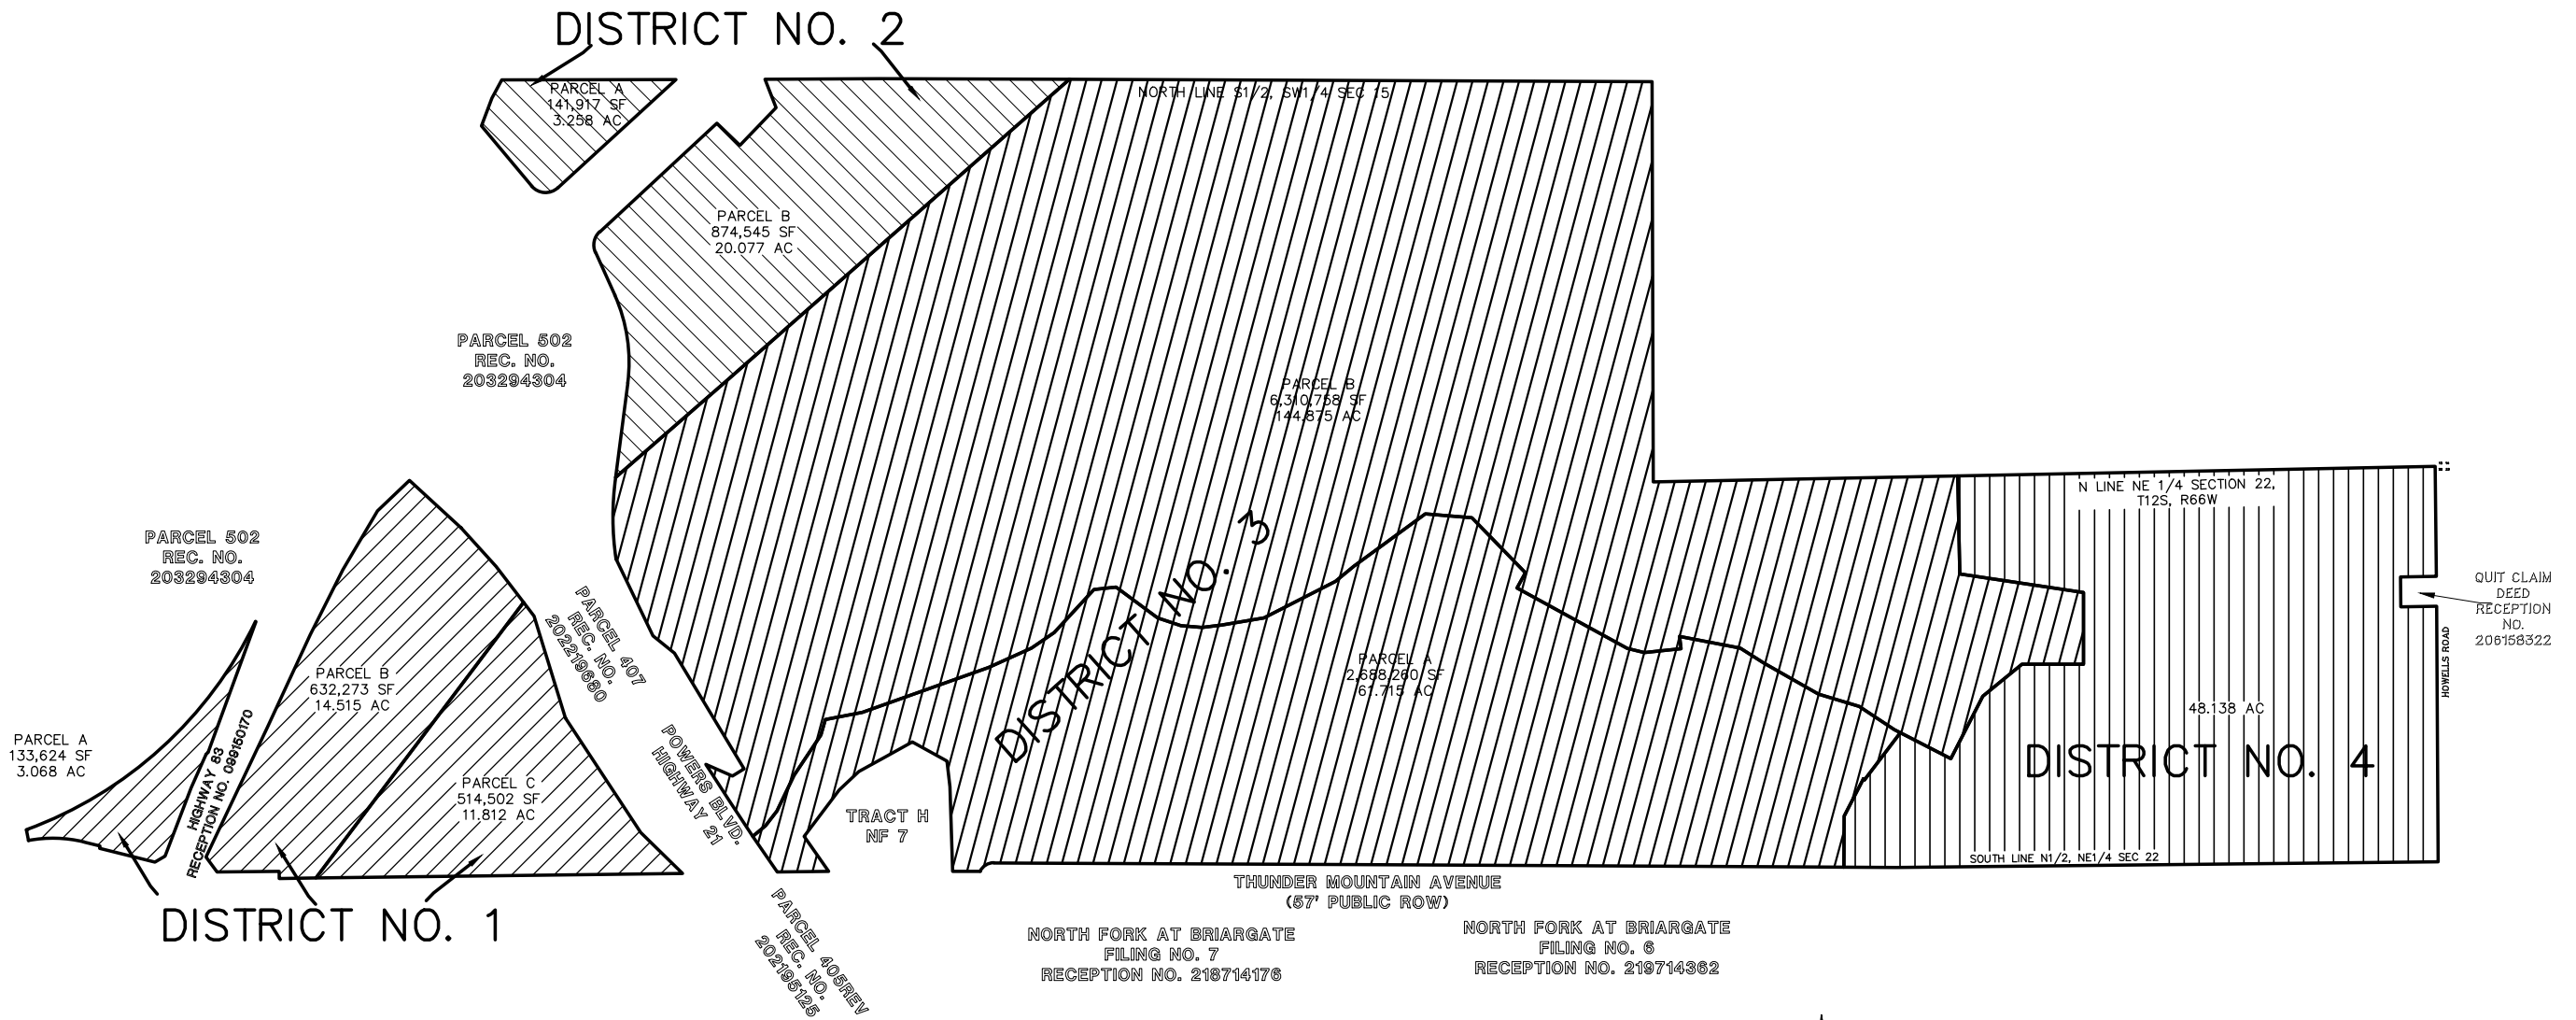 DISTRICT NO. 2
PARCEL A
141,917 SF
3.258 AC
NORTH LINE S1/2, SW1/4 SEC 15
PARCEL B
874,545 SF
20.077 AC
PARCEL 502
REC. NO.
203294304
PARCEL B
6,310,758 SF
144.875 AC
N LINE NE 1/4 SECTION 22,
T12S, R66W
PARCEL 502
REC. NO.
203294304
DISTRICT NO. 3
QUIT CLAIM
DEED
RECEPTION
NO.
206158322
HOWELLS ROAD
PARCEL 407
REC. NO.
202219680
PARCEL A
2,688,260 SF
61.715 AC
PARCEL B
632,273 SF
14.515 AC
48.138 AC
DISTRICT NO. 4
PARCEL A
133,624 SF
3.068 AC
HIGHWAY 83
RECEPTION NO. 099150170
PARCEL C
514,502 SF
11.812 AC
POWERS BLVD.
HIGHWAY 21
TRACT H
NF 7
SOUTH LINE N1/2, NE1/4 SEC 22
DISTRICT NO. 1
THUNDER MOUNTAIN AVENUE
(57' PUBLIC ROW)
PARCEL 405REV
REC. NO.
202195125
NORTH FORK AT BRIARGATE
FILING NO. 7
RECEPTION NO. 218714176
NORTH FORK AT BRIARGATE
FILING NO. 6
RECEPTION NO. 219714362